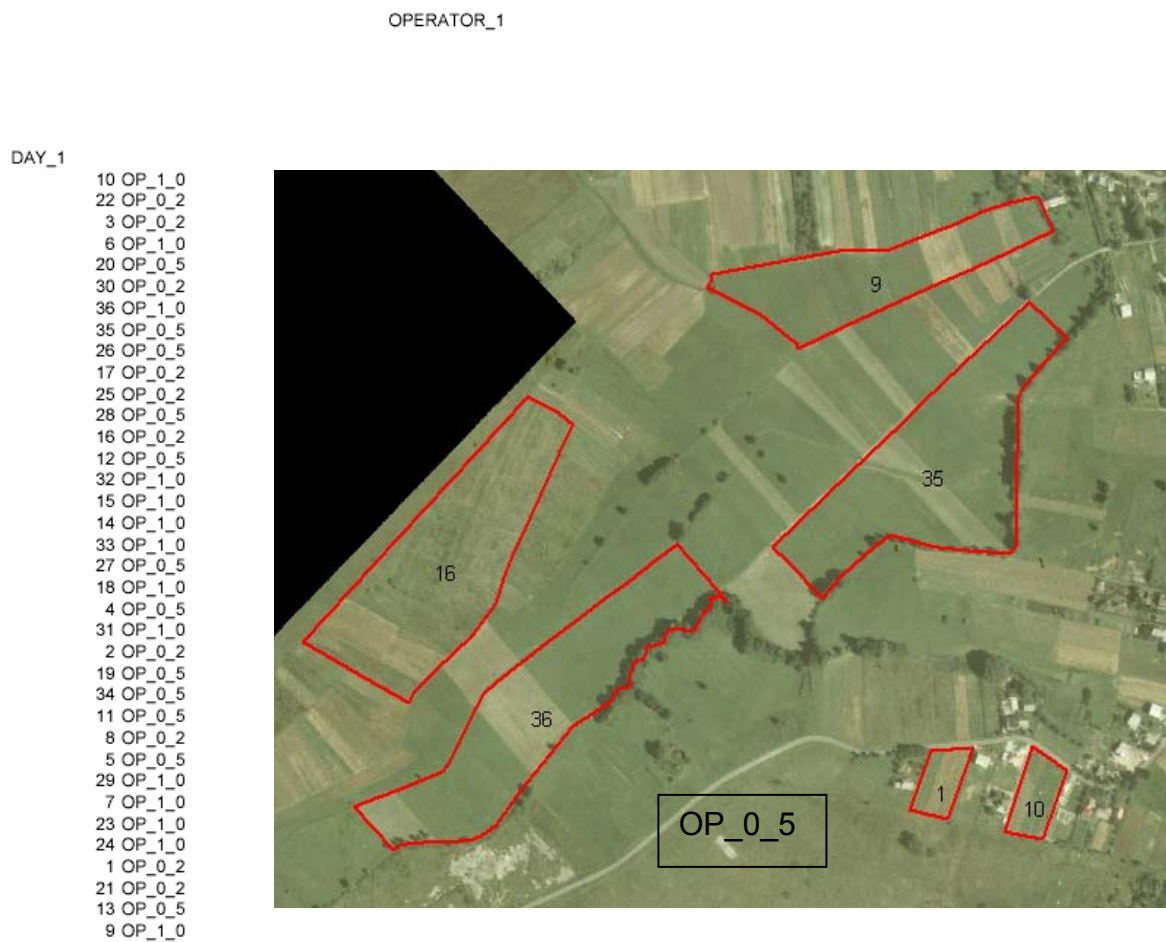 OPERATOR_1
DAY_1
10 OP_1_0
22 OP_0_2
3 OP_0_2
6 OP_1_0
20 OP_0_5
30 OP_0_2
36 OP_1_0
35 OP_0_5
26 OP_0_5
17 OP_0_2
25 OP_0_2
28 OP_0_5
16 OP_0_2
12 OP_0_5
32 OP_1_0
15 OP_1_0
14 OP_1_0
33 OP_1_0
27 OP_0_5
18 OP_1_0
4 OP_0_5
31 OP_1_0
2 OP_0_2
19 OP_0_5
34 OP_0_5
11 OP_0_5
8 OP_0_2
5 OP_0_5
29 OP_1_0
7 OP_1_0
23 OP_1_0
24 OP_1_0
1 OP_0_2
21 OP_0_2
13 OP_0_5
9 OP_1_0
9
35
16
36
1
10
OP_0_5